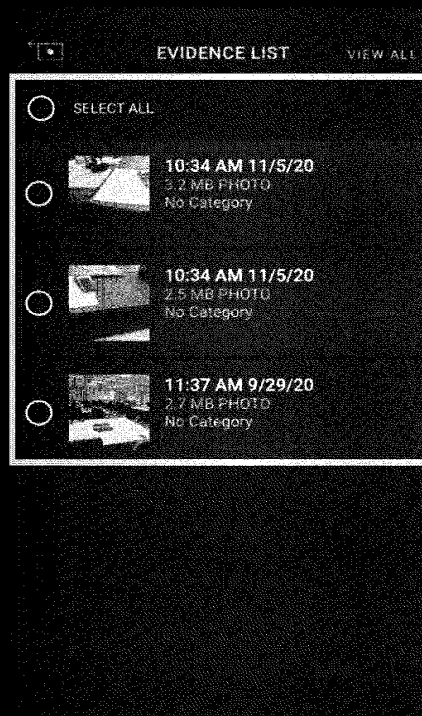 EVIDENCE LIST VIEW ALL
SELECT ALL
10:34 AM 11/5/20
3.2 MB PHOTO
No Category
10:34 AM 11/5/20
2.5 MB PHOTO
No Category
11:37 AM 9/29/20
2.7 MB PHOTO
No Category